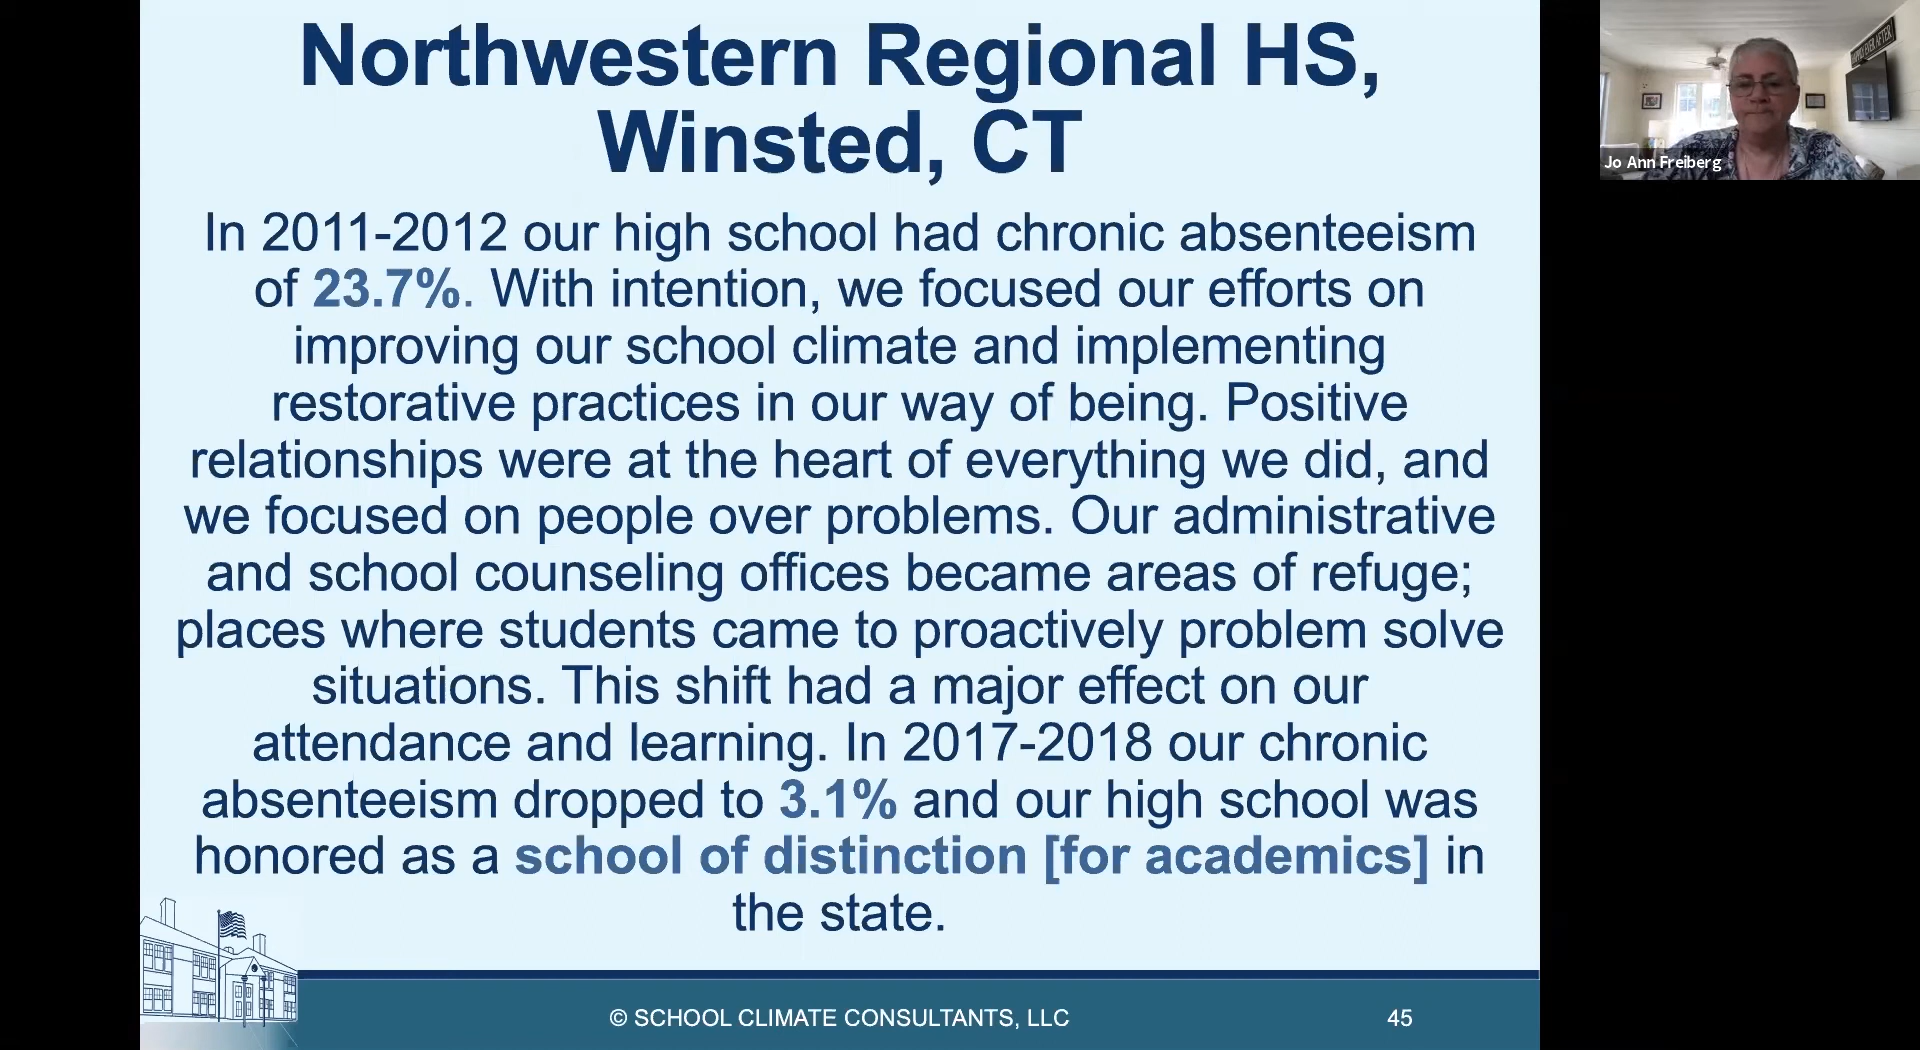 Northwestern Regional HS,
Winsted, CT
In 2011-2012 our high school had chronic absenteeism
of 23.7%. With intention, we focused our efforts on
improving our school climate and implementing
restorative practices in our way of being. Positive
relationships were at the heart of everything we did, and
we focused on people over problems. Our administrative
and school counseling offices became areas of refuge;
places where students came to proactively problem solve
situations. This shift had a major effect on our
attendance and learning. In 2017-2018 our chronic
absenteeism dropped to 3.1% and our high school was
honored as a school of distinction [for academics] in
the state.
© SCHOOL CLIMATE CONSULTANTS, LLC
45
Jo Ann Freiberg
EVER AFTER